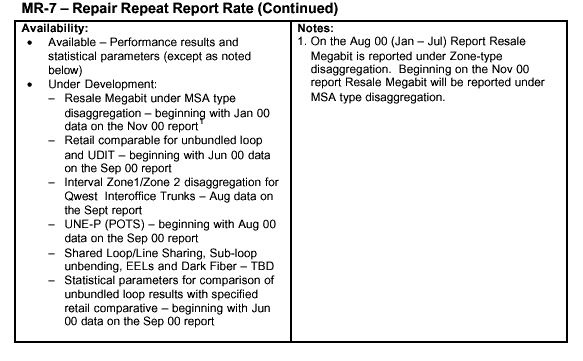 MR-7 – Repair Repeat Report Rate (Continued)
Availability:
• Available – Performance results and
statistical parameters (except as noted
below)
• Under Development:
– Resale Megabit under MSA type
disaggregation – beginning with Jan 00
data on the Nov 00 report1
– Retail comparable for unbundled loop
and UDIT – beginning with Jun 00 data
on the Sep 00 report
– Interval Zone1/Zone 2 disaggregation for
Qwest Interoffice Trunks – Aug data on
the Sept report
– UNE-P (POTS) – beginning with Aug 00
data on the Sep 00 report
– Shared Loop/Line Sharing, Sub-loop
unbending, EELs and Dark Fiber – TBD
– Statistical parameters for comparison of
unbundled loop results with specified
retail comparative – beginning with Jun
00 data on the Sep 00 report
Notes:
1. On the Aug 00 (Jan – Jul) Report Resale
Megabit is reported under Zone-type
disaggregation. Beginning on the Nov 00
report Resale Megabit will be reported under
MSA type disaggregation.